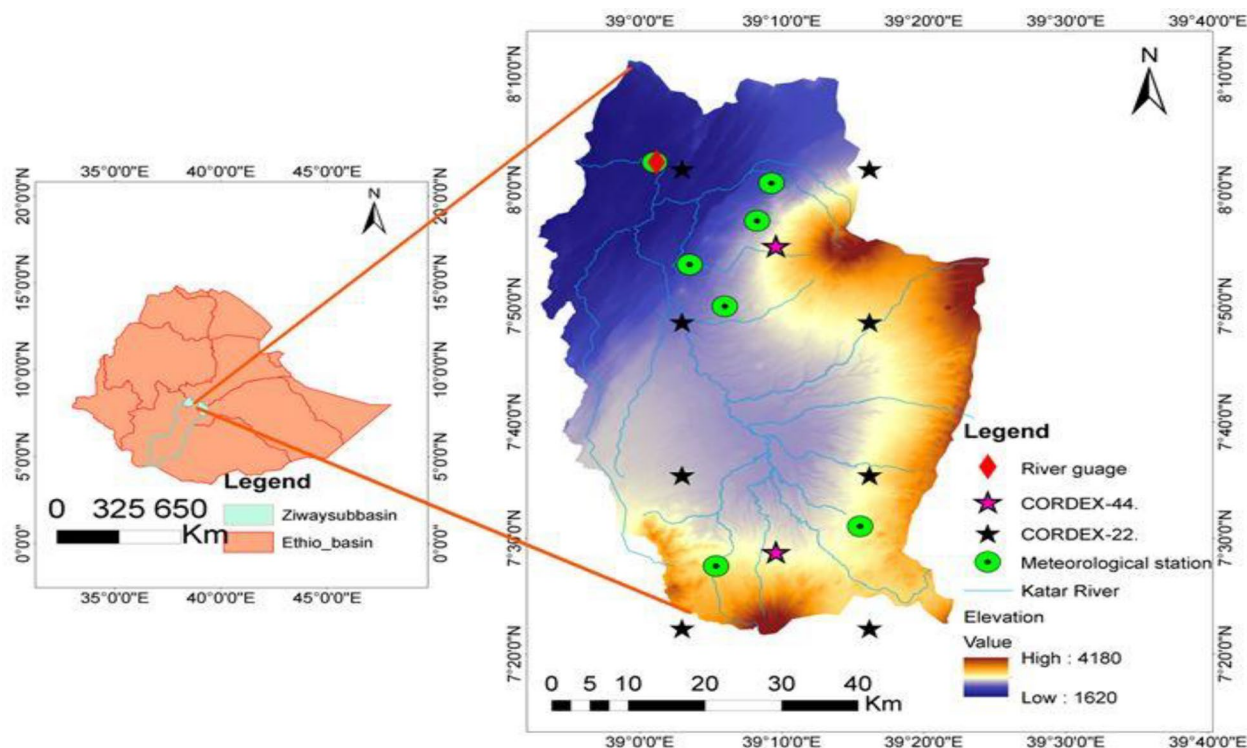 35°0'0"E 40°0'0"E 45°0'0"E
20°0'0"N
15°0'0"N
10°0'0"N
5°0'0"N
0°0'0"
20°0'0"N
15°0'0"N
10°0'0"N
5°0'0"N
0°0'0"
N
0 325 650
Km
Legend
Ziwaysubbasin
Ethio_basin
35°0'0"E 40°0'0"E 45°0'0"E
39°0'0"E 39°10'0"E 39°20'0"E 39°30'0"E 39°40'0"E
8°10'0"N
8°0'0"N
7°50'0"N
7°40'0"N
7°30'0"N
7°20'0"N
N
8°10'0"N
8°0'0"N
7°50'0"N
7°40'0"N
7°30'0"N
7°20'0"N
Legend
River guage
CORDEX-44.
CORDEX-22.
Meteorological station
Katar River
Elevation
Value
High : 4180
Low : 1620
0 5 10 20 30 40
Km
39°0'0"E 39°10'0"E 39°20'0"E 39°30'0"E 39°40'0"E